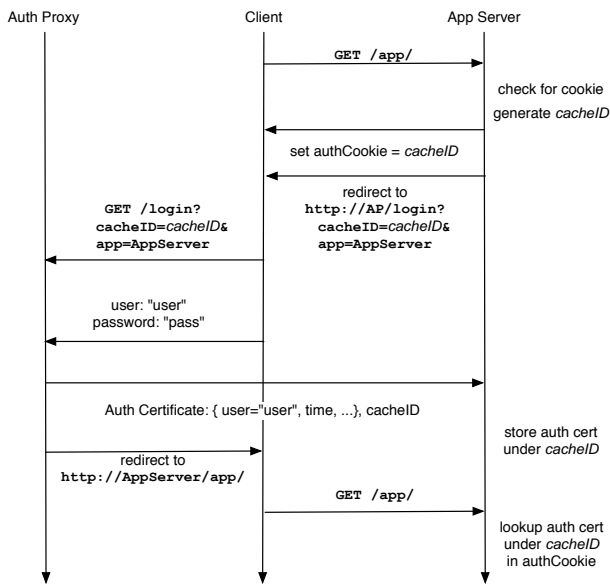 Auth Proxy
Client
App Server
GET /app/
check for cookie
generate cacheID
set authCookie = cacheID
redirect to
http://AP/login?
cacheID=cacheID&
app=AppServer
GET /login?
cacheID=cacheID&
app=AppServer
user: "user"
password: "pass"
Auth Certificate: { user="user", time, ...}, cacheID
store auth cert
under cacheID
redirect to
http://AppServer/app/
GET /app/
lookup auth cert
under cacheID
in authCookie